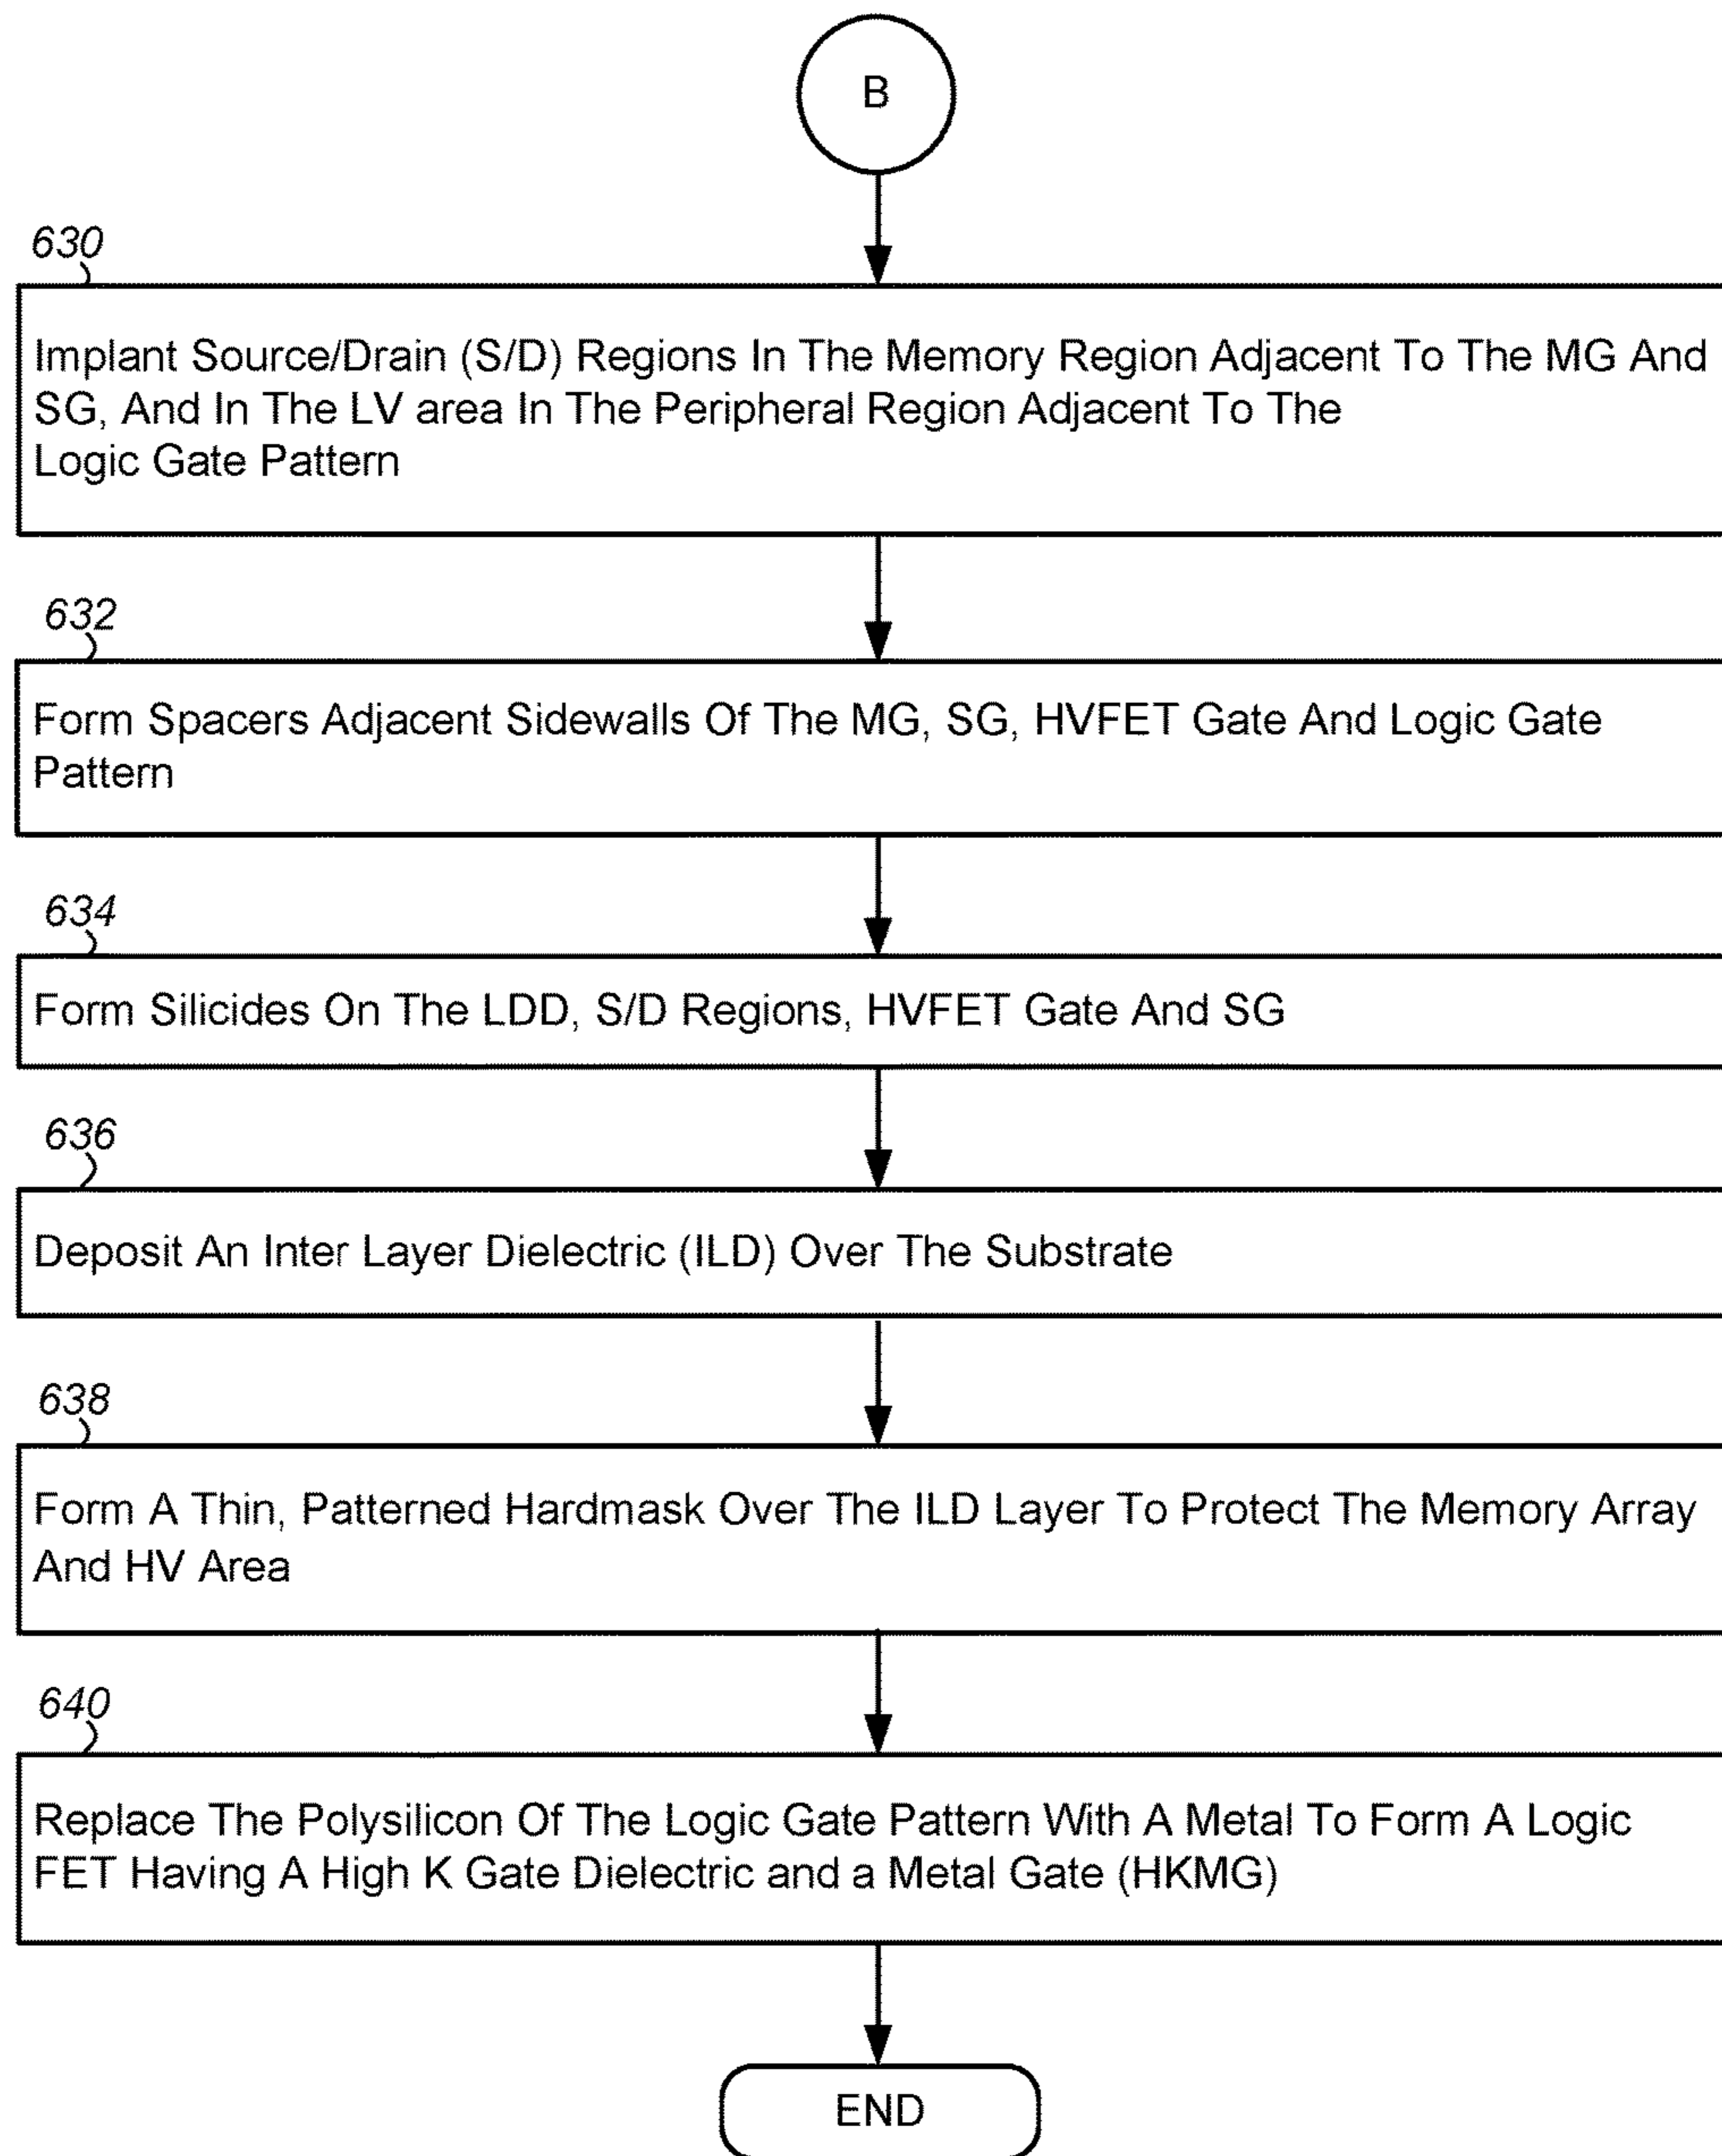 B
630
Implant Source/Drain (S/D) Regions In The Memory Region Adjacent To The MG And
SG, And In The LV area In The Peripheral Region Adjacent To The
Logic Gate Pattern
632
Form Spacers Adjacent Sidewalls Of The MG, SG, HVFET Gate And Logic Gate
Pattern
634
Form Silicides On The LDD, S/D Regions, HVFET Gate And SG
636
Deposit An Inter Layer Dielectric (ILD) Over The Substrate
638
Form A Thin, Patterned Hardmask Over The ILD Layer To Protect The Memory Array
And HV Area
640
Replace The Polysilicon Of The Logic Gate Pattern With A Metal To Form A Logic
FET Having A High K Gate Dielectric and a Metal Gate (HKMG)
END